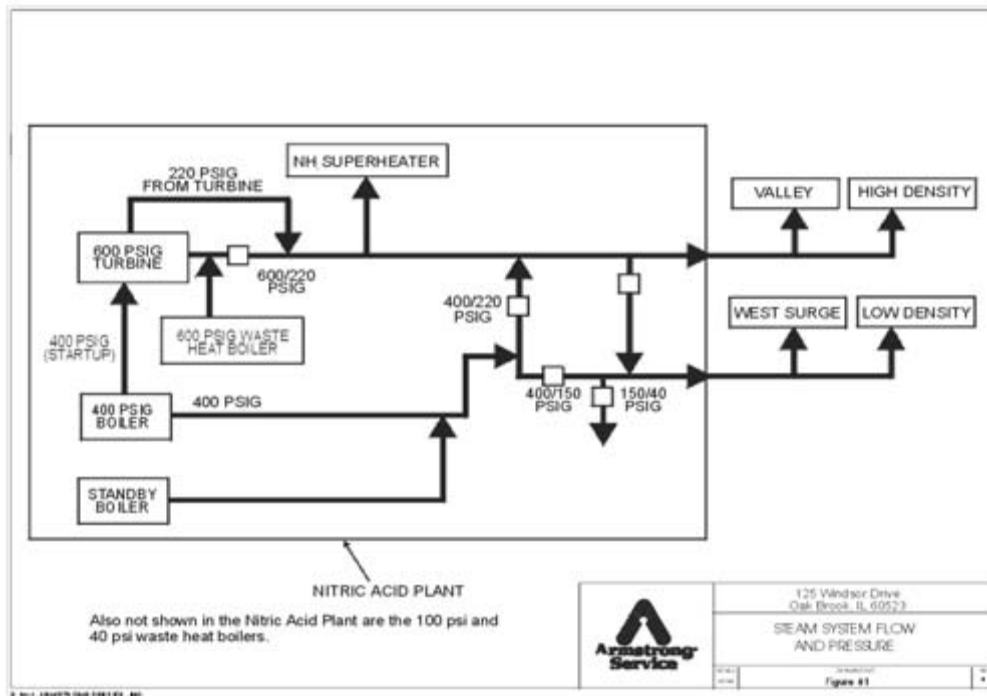 NH SUPERHEATER
220 PSIG
FROM TURBINE
VALLEY
HIGH DENSITY
600 PSIG
TURBINE
600/220
PSIG
400/220
PSIG
WEST SURGE
LOW DENSITY
400 PSIG
(STARTUP)
600 PSIG WASTE
HEAT BOILER
400 PSIG
BOILER
400 PSIG
400/150
PSIG
150/40
PSIG
STANDBY
BOILER
NITRIC ACID PLANT
Also not shown in the Nitric Acid Plant are the 100 psi and
40 psi waste heat boilers.
Armstrong
Service
125 Windsor Drive
Oak Brook, IL 60523
STEAM SYSTEM FLOW
AND PRESSURE
Figure #1